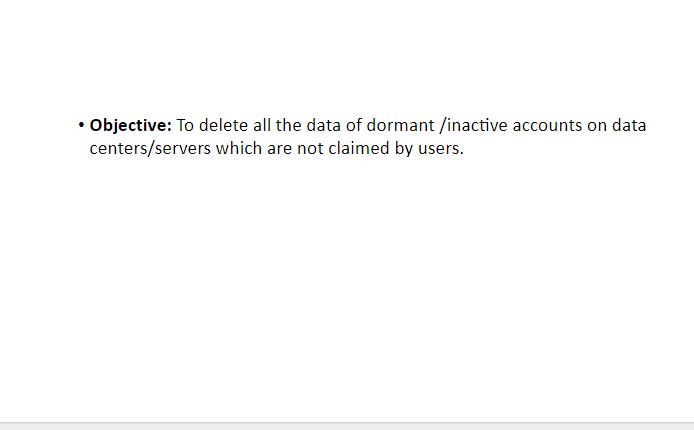 • Objective: To delete all the data of dormant /inactive accounts on data
centers/servers which are not claimed by users.